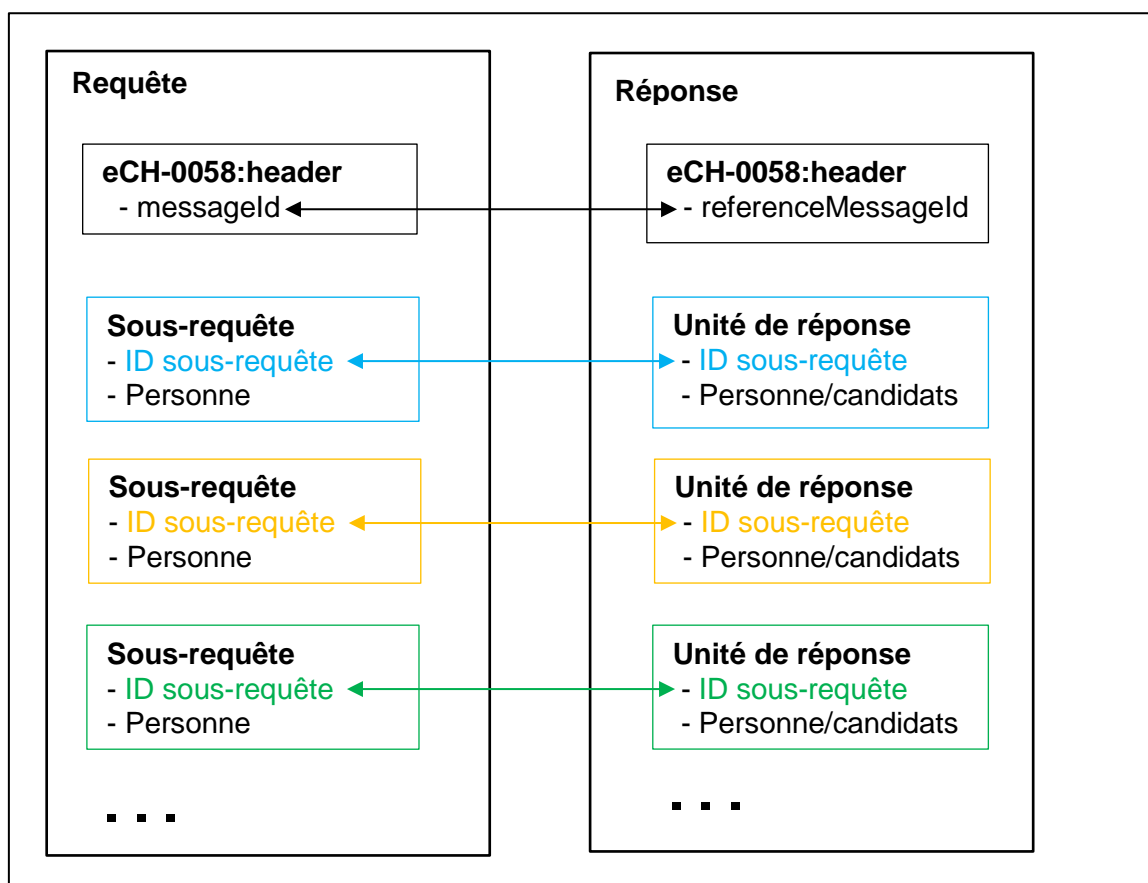 Requête
eCH-0058:header
- messageId
Sous-requête
- ID sous-requête
- Personne
Sous-requête
- ID sous-requête
- Personne
Sous-requête
- ID sous-requête
- Personne
. . .
Réponse
eCH-0058:header
- referenceMessageId
Unité de réponse
- ID sous-requête
- Personne/candidats
Unité de réponse
- ID sous-requête
- Personne/candidats
Unité de réponse
- ID sous-requête
- Personne/candidats
. . .